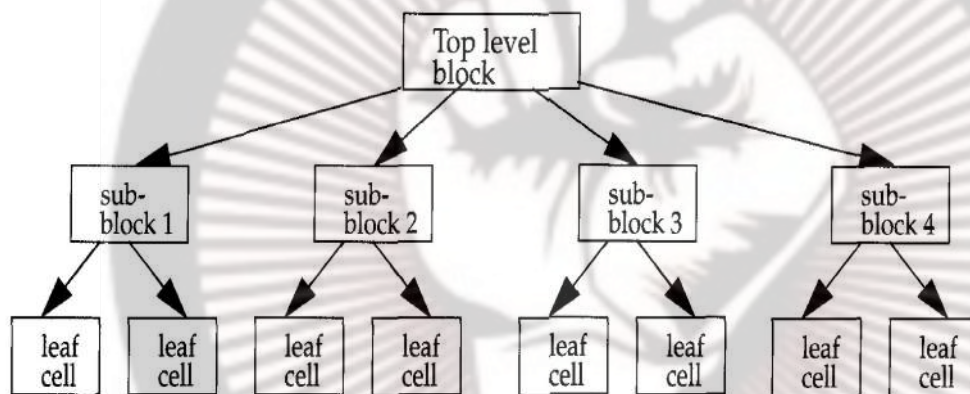 Top level
block
sub-
block 1
sub-
block 2
sub-
block 3
sub-
block 4
leaf
cell
leaf
cell
leaf
cell
leaf
cell
leaf
cell
leaf
cell
leaf
cell
leaf
cell